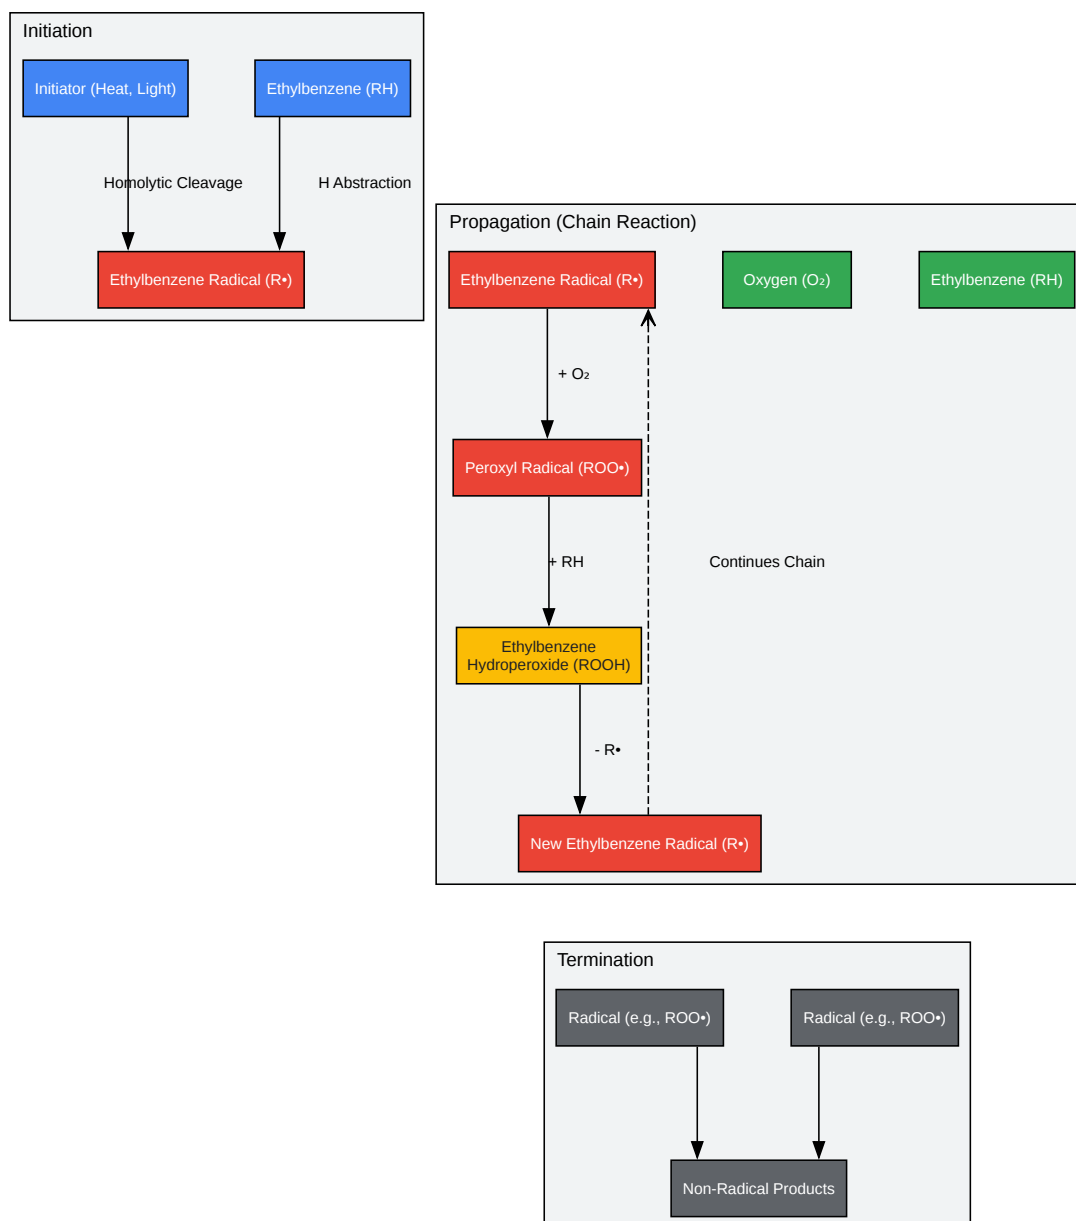 Initiation
Initiator (Heat, Light)
Ethylbenzene (RH)
Homolytic Cleavage
H Abstraction
Ethylbenzene Radical (R•)
Propagation (Chain Reaction)
Ethylbenzene Radical (R•)
Oxygen (O₂)
Ethylbenzene (RH)
+ O₂
Peroxyl Radical (ROO•)
+ RH
Continues Chain
Ethylbenzene
Hydroperoxide (ROOH)
- R•
New Ethylbenzene Radical (R•)
Termination
Radical (e.g., ROO•)
Radical (e.g., ROO•)
Non-Radical Products